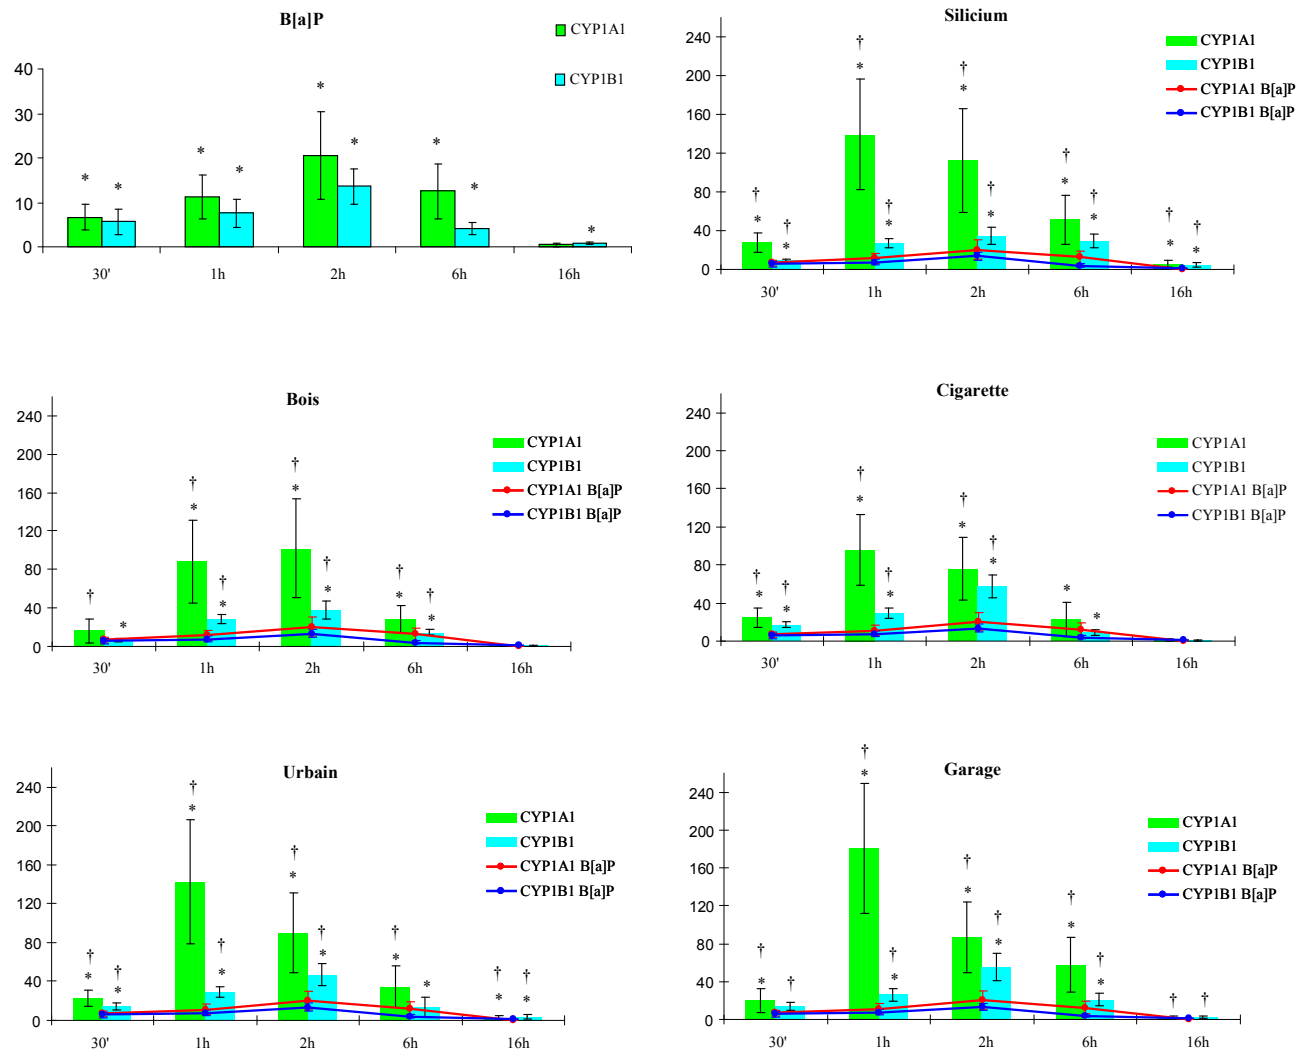 B[a]P
CYP1A1
CYP1B1
40
30
20
10
0
* * * * * * * * *
30' 1h 2h 6h 16h
Silicium
CYP1A1
CYP1B1
CYP1A1 B[a]P
CYP1B1 B[a]P
240
200
160
120
80
40
0
† † † † † † † † † †
* * * * * * * * * *
30' 1h 2h 6h 16h
Bois
CYP1A1
CYP1B1
CYP1A1 B[a]P
CYP1B1 B[a]P
240
200
160
120
80
40
0
† † † † † † †
* * * * * * *
30' 1h 2h 6h 16h
Cigarette
CYP1A1
CYP1B1
CYP1A1 B[a]P
CYP1B1 B[a]P
240
200
160
120
80
40
0
† † † † † †
* * * * * * * *
30' 1h 2h 6h 16h
Urbain
CYP1A1
CYP1B1
CYP1A1 B[a]P
CYP1B1 B[a]P
240
200
160
120
80
40
0
† † † † † † † † †
* * * * * * * * * *
30' 1h 2h 6h 16h
Garage
CYP1A1
CYP1B1
CYP1A1 B[a]P
CYP1B1 B[a]P
240
200
160
120
80
40
0
† † † † † † † † † †
* * * * * * *
30' 1h 2h 6h 16h